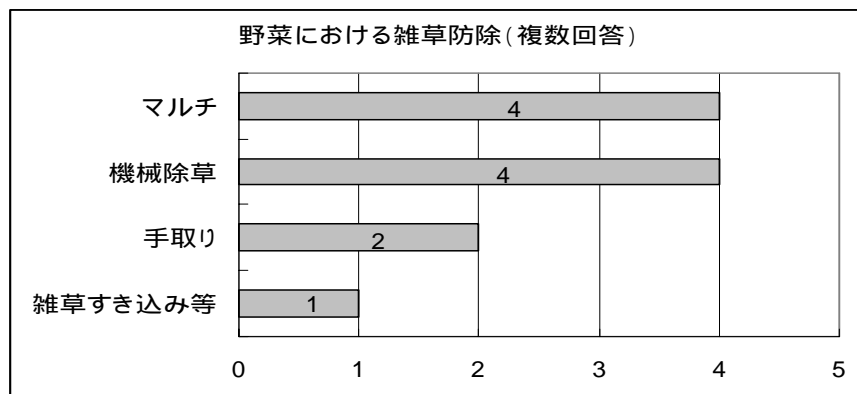 野菜における雑草防除(複数回答)
マルチ
4
機械除草
4
手取り
2
雑草すき込み等
1
0 1 2 3 4 5